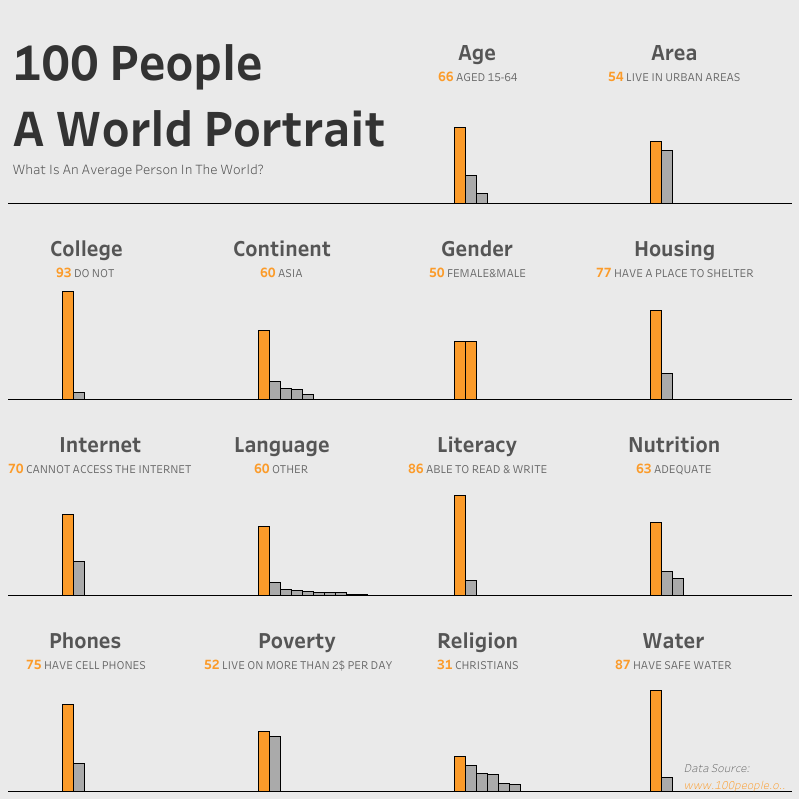 100 People
A World Portrait
What Is An Average Person In The World?
Age
66 AGED 15-64
Area
54 LIVE IN URBAN AREAS
College
93 DO NOT
Continent
60 ASIA
Gender
50 FEMALE&MALE
Housing
77 HAVE A PLACE TO SHELTER
Internet
70 CANNOT ACCESS THE INTERNET
Language
60 OTHER
Literacy
86 ABLE TO READ & WRITE
Nutrition
63 ADEQUATE
Phones
75 HAVE CELL PHONES
Poverty
52 LIVE ON MORE THAN 2$ PER DAY
Religion
31 CHRISTIANS
Water
87 HAVE SAFE WATER
Data Source:
www.100people.o..